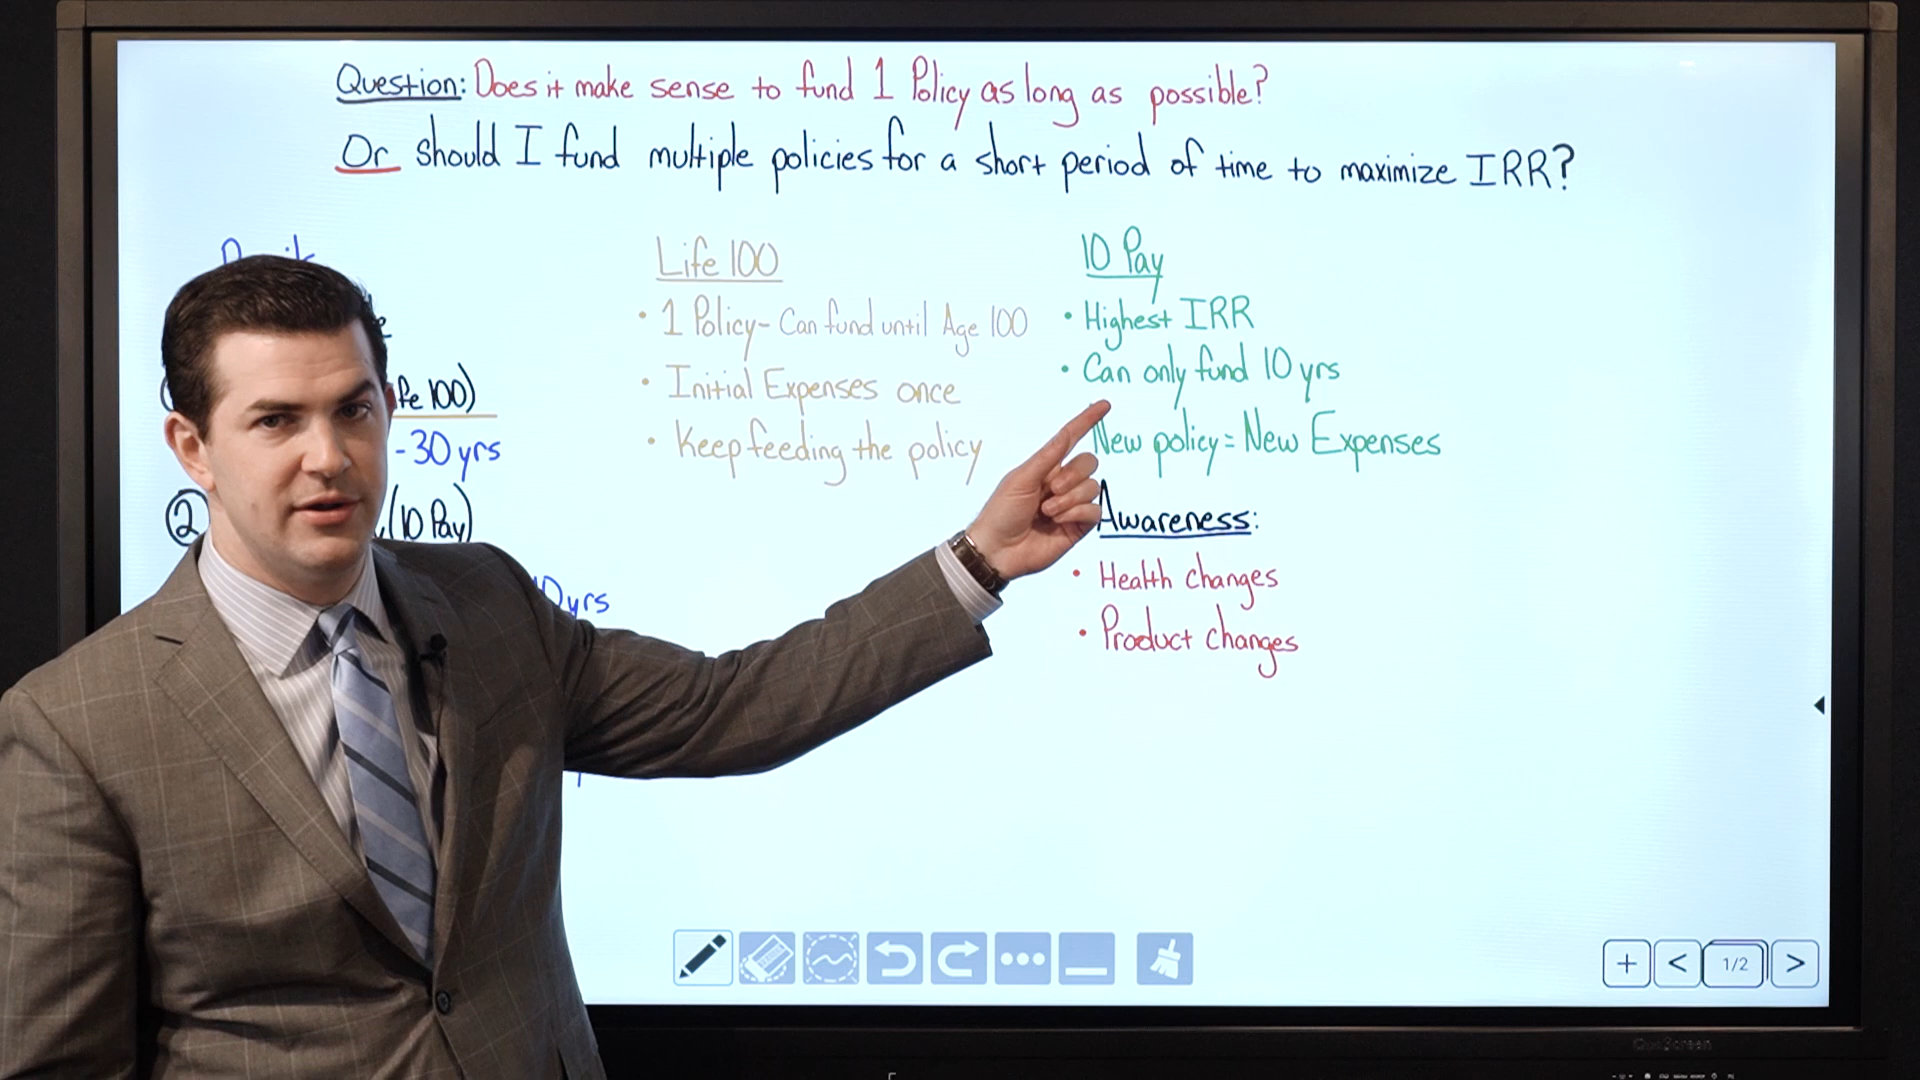 Question: Does it make sense to fund 1 Policy as long as possible?
Or should I fund multiple policies for a short period of time to maximize IRR?
100)
-30 yrs
2
(10 Pay)
yrs
Life 100
• 1 Policy - Can fund until Age 100
• Initial Expenses once
• Keep feeding the policy
10 Pay
• Highest IRR
• Can only fund 10 yrs
New policy = New Expenses
Awareness:
• Health changes
• Product changes
+ < 1/2 >